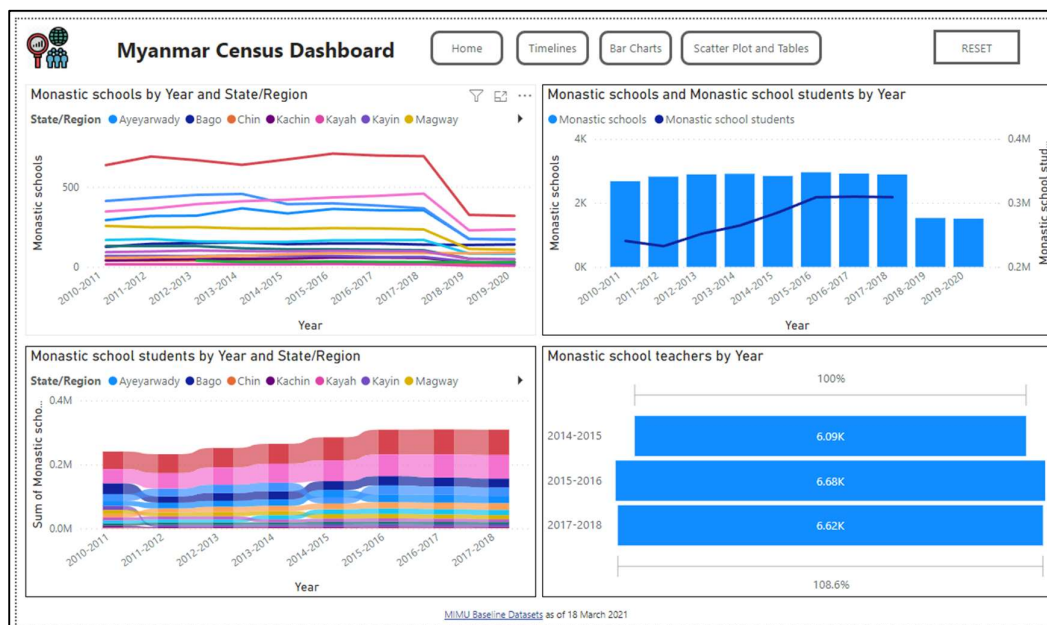 Myanmar Census Dashboard
Home
Timelines
Bar Charts
Scatter Plot and Tables
RESET
Monastic schools by Year and State/Region
State/Region Ayeyarwady Bago Chin Kachin Kayah Kayin Magway
Monastic schools
500
0
2010-2011
2011-2012
2012-2013
2013-2014
2014-2015
2015-2016
2016-2017
2017-2018
2018-2019
2019-2020
Year
Monastic schools and Monastic school students by Year
Monastic schools Monastic school students
Monastic schools
4K
2K
0K
0.4M
0.3M
0.2M
Monastic school stud...
2010-2011
2011-2012
2012-2013
2013-2014
2014-2015
2015-2016
2016-2017
2017-2018
2018-2019
2019-2020
Year
Monastic school students by Year and State/Region
State/Region Ayeyarwady Bago Chin Kachin Kayah Kayin Magway
Sum of Monastic scho...
0.4M
0.2M
0.0M
2010-2011
2011-2012
2012-2013
2013-2014
2014-2015
2015-2016
2016-2017
2017-2018
Year
Monastic school teachers by Year
100%
2014-2015 6.09K
2015-2016 6.68K
2017-2018 6.62K
108.6%
MIMU Baseline Datasets as of 18 March 2021